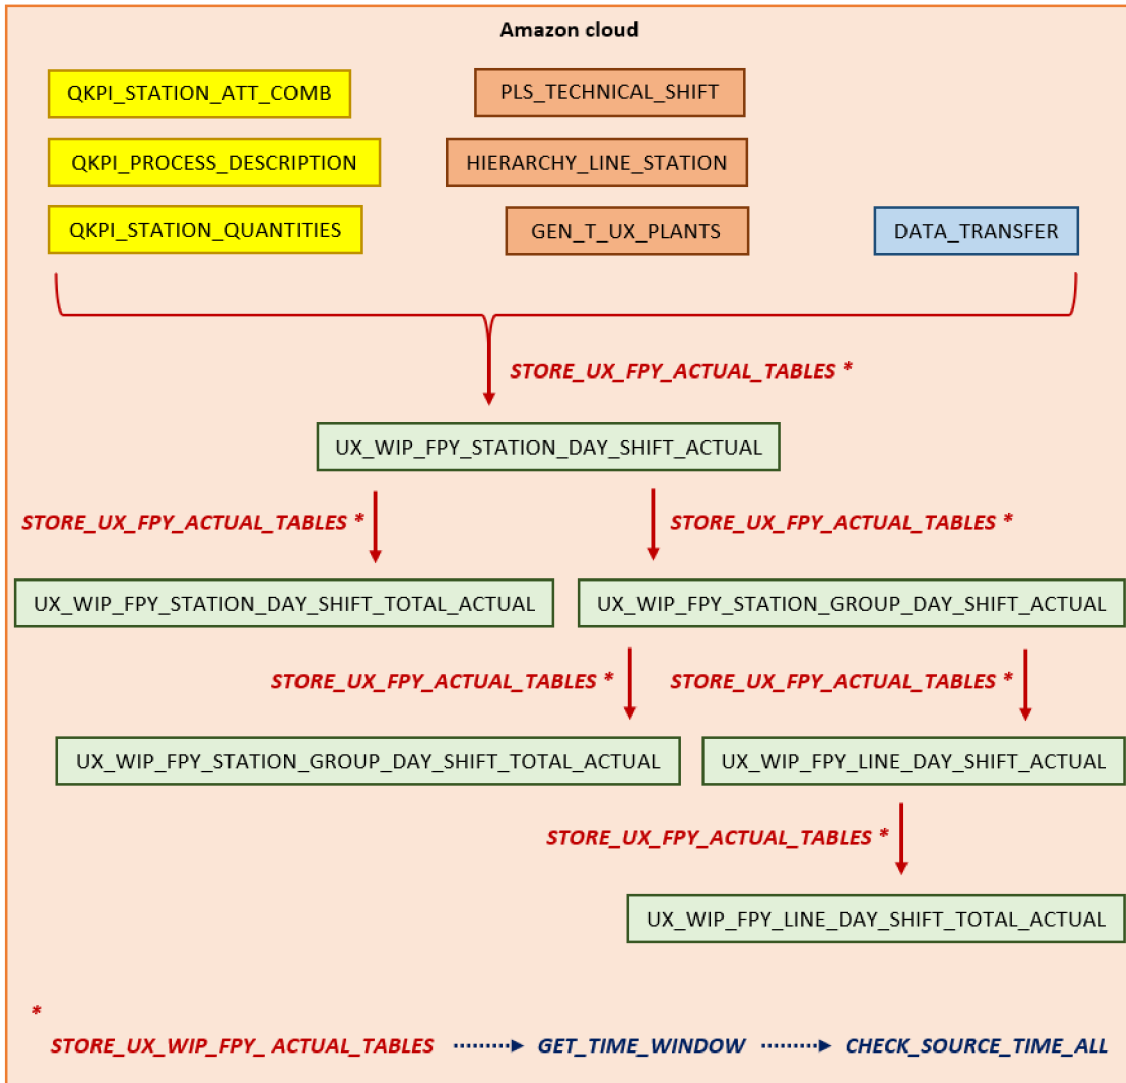 Amazon cloud
QKPI_STATION_ATT_COMB
PLS_TECHNICAL_SHIFT
QKPI_PROCESS_DESCRIPTION
HIERARCHY_LINE_STATION
QKPI_STATION_QUANTITIES
GEN_T_UX_PLANTS
DATA_TRANSFER
STORE_UX_FPY_ACTUAL_TABLES *
UX_WIP_FPY_STATION_DAY_SHIFT_ACTUAL
STORE_UX_FPY_ACTUAL_TABLES *
STORE_UX_FPY_ACTUAL_TABLES *
UX_WIP_FPY_STATION_DAY_SHIFT_TOTAL_ACTUAL
UX_WIP_FPY_STATION_GROUP_DAY_SHIFT_ACTUAL
STORE_UX_FPY_ACTUAL_TABLES *
STORE_UX_FPY_ACTUAL_TABLES *
UX_WIP_FPY_STATION_GROUP_DAY_SHIFT_TOTAL_ACTUAL
UX_WIP_FPY_LINE_DAY_SHIFT_ACTUAL
STORE_UX_FPY_ACTUAL_TABLES *
UX_WIP_FPY_LINE_DAY_SHIFT_TOTAL_ACTUAL
*
STORE_UX_WIP_FPY_ ACTUAL_TABLES
GET_TIME_WINDOW
CHECK_SOURCE_TIME_ALL